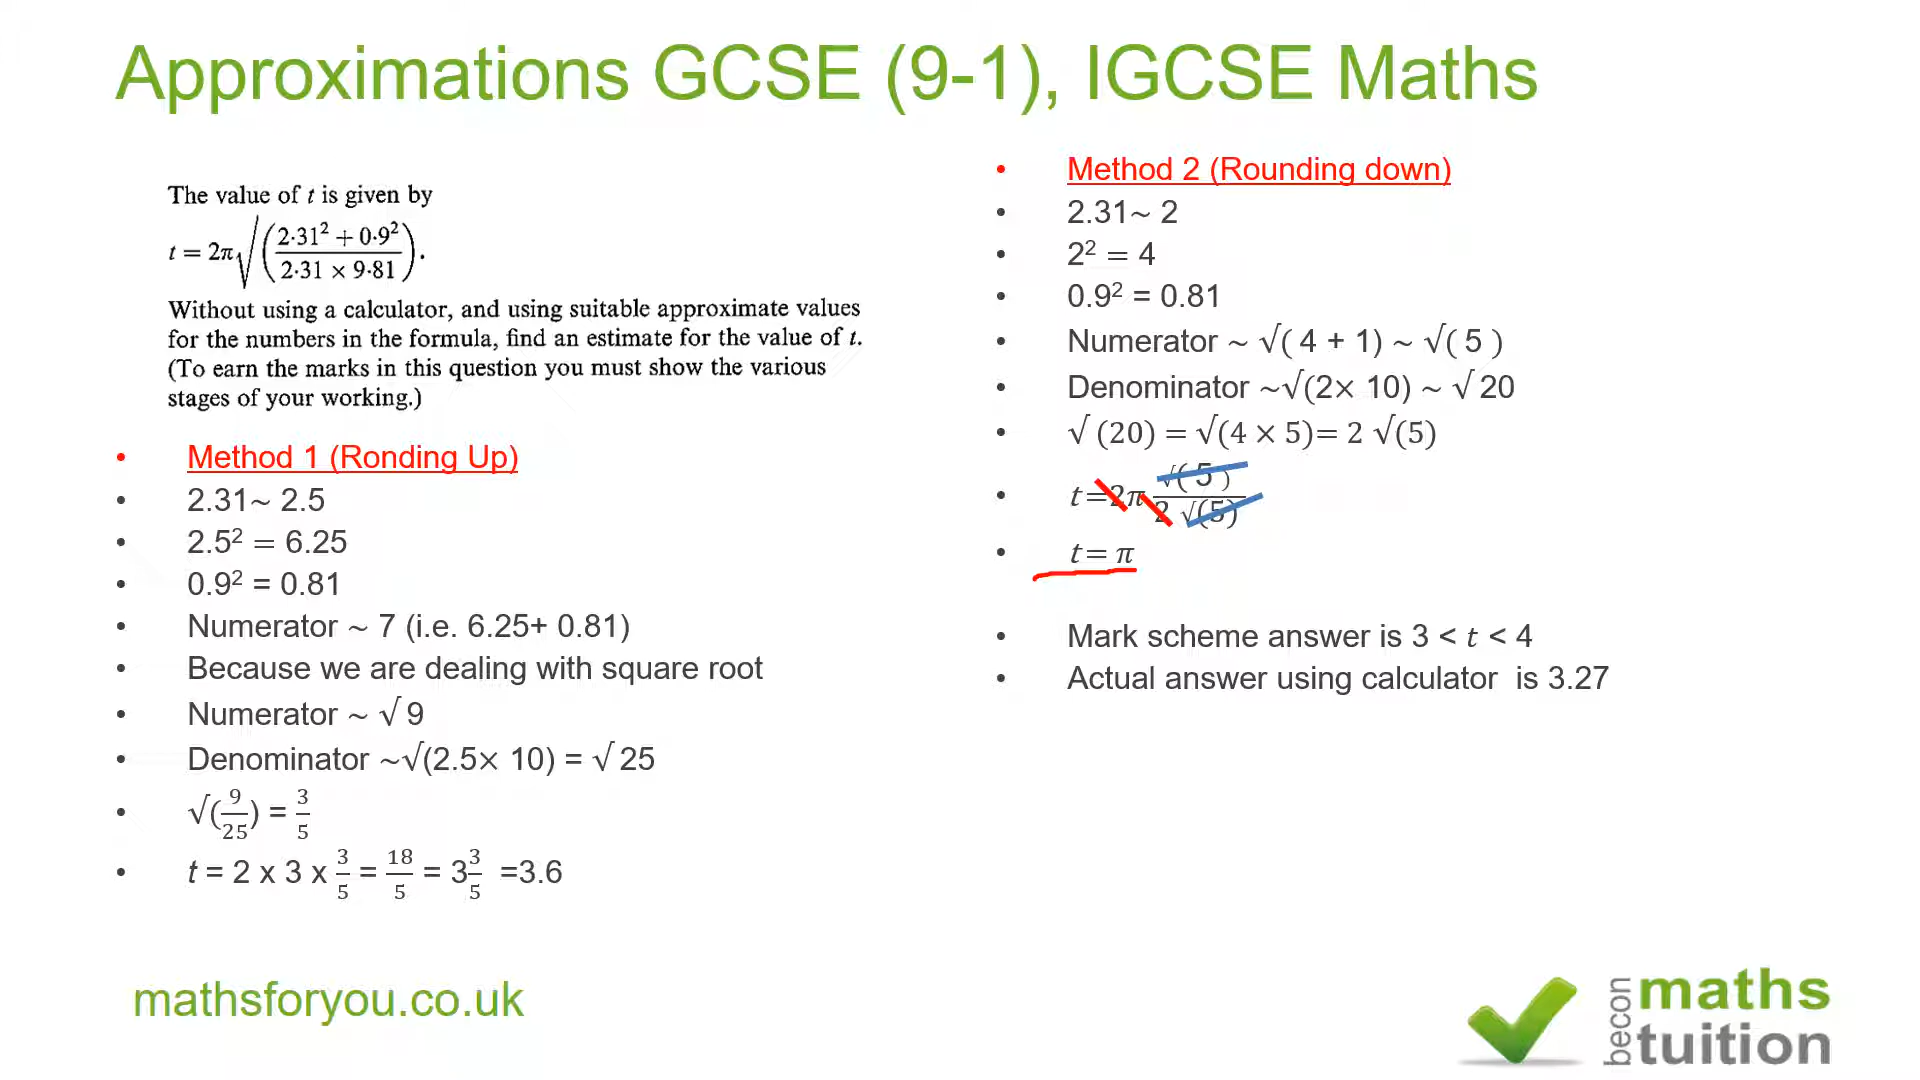 Approximations GCSE (9-1), IGCSE Maths
The value of t is given by
t = 2π√((2·31² + 0·9²)/(2·31 × 9·81)).
Without using a calculator, and using suitable approximate values
for the numbers in the formula, find an estimate for the value of t.
(To earn the marks in this question you must show the various
stages of your working.)
• Method 1 (Ronding Up)
• 2.31~ 2.5
• 2.5² = 6.25
• 0.9² = 0.81
• Numerator ~ 7 (i.e. 6.25+ 0.81)
• Because we are dealing with square root
• Numerator ~ √ 9
• Denominator ~√(2.5× 10) = √ 25
• √(9/25) = 3/5
• t = 2 x 3 x 3/5 = 18/5 = 3 3/5 =3.6
• Method 2 (Rounding down)
• 2.31~ 2
• 2² = 4
• 0.9² = 0.81
• Numerator ~ √( 4 + 1) ~ √( 5 )
• Denominator ~√(2× 10) ~ √ 20
• √ (20) = √(4 × 5)= 2 √(5)
• t=2π √( 5 )/2 √(5)
• t= π
• Mark scheme answer is 3 < t < 4
• Actual answer using calculator is 3.27
mathsforyou.co.uk
becon
maths
tuition